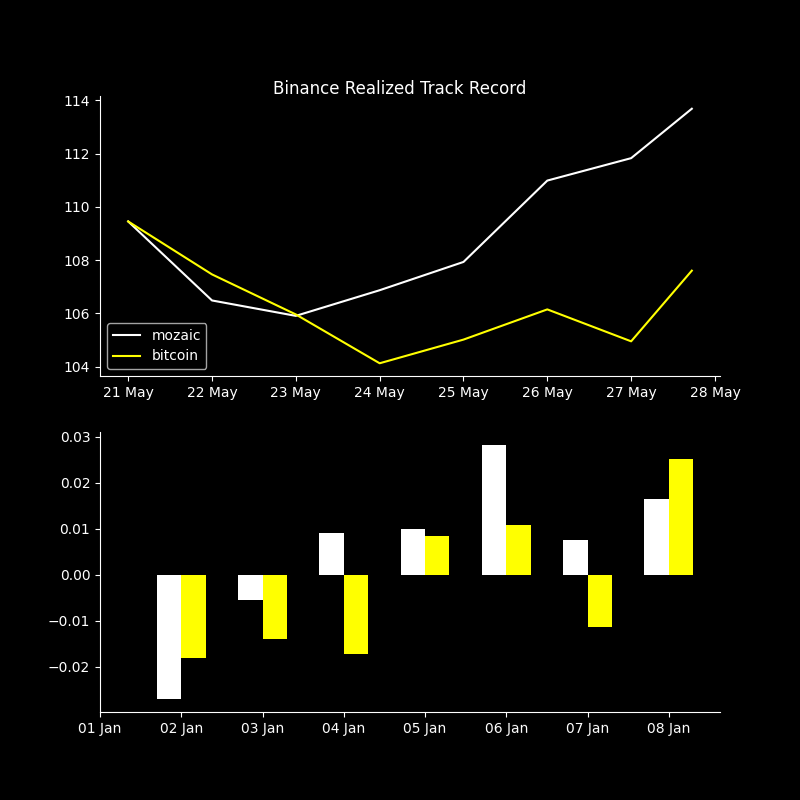 Binance Realized Track Record
114
112
110
108
106
104
mozaic
bitcoin
21 May 22 May 23 May 24 May 25 May 26 May 27 May 28 May
0.03
0.02
0.01
0.00
−0.01
−0.02
01 Jan 02 Jan 03 Jan 04 Jan 05 Jan 06 Jan 07 Jan 08 Jan